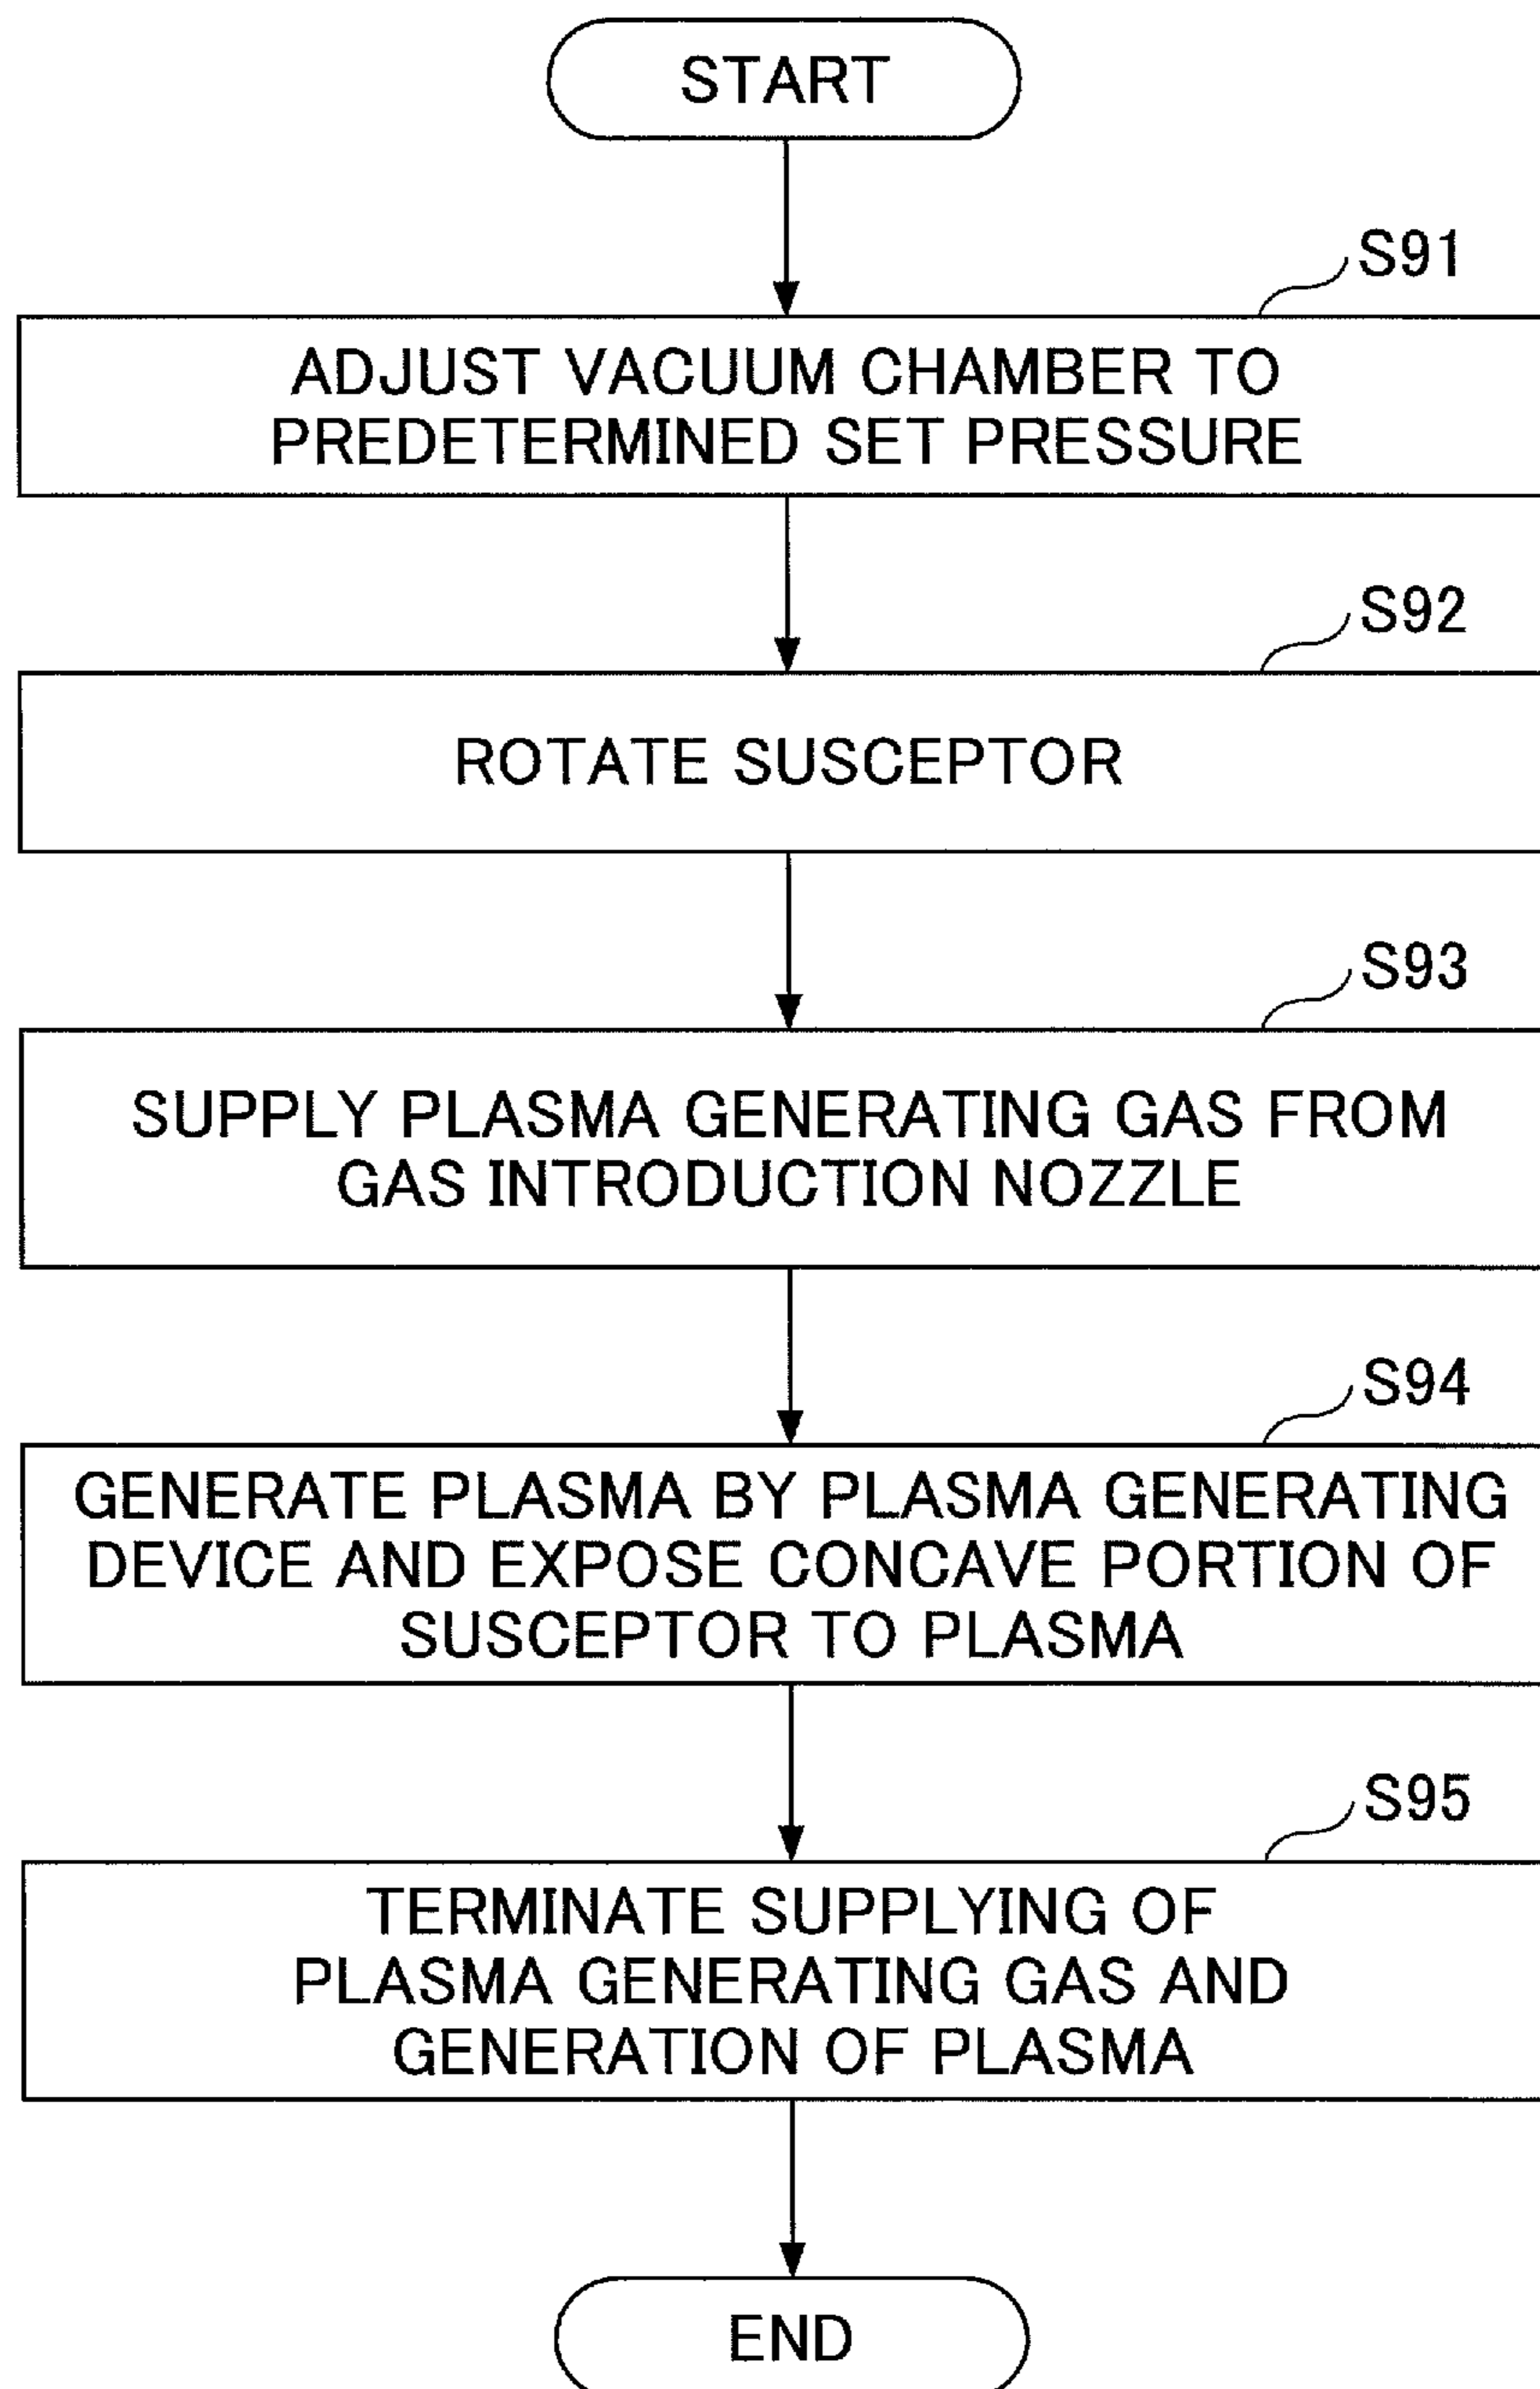 START
S91
ADJUST VACUUM CHAMBER TO
PREDETERMINED SET PRESSURE
S92
ROTATE SUSCEPTOR
S93
SUPPLY PLASMA GENERATING GAS FROM
GAS INTRODUCTION NOZZLE
S94
GENERATE PLASMA BY PLASMA GENERATING
DEVICE AND EXPOSE CONCAVE PORTION OF
SUSCEPTOR TO PLASMA
S95
TERMINATE SUPPLYING OF
PLASMA GENERATING GAS AND
GENERATION OF PLASMA
END